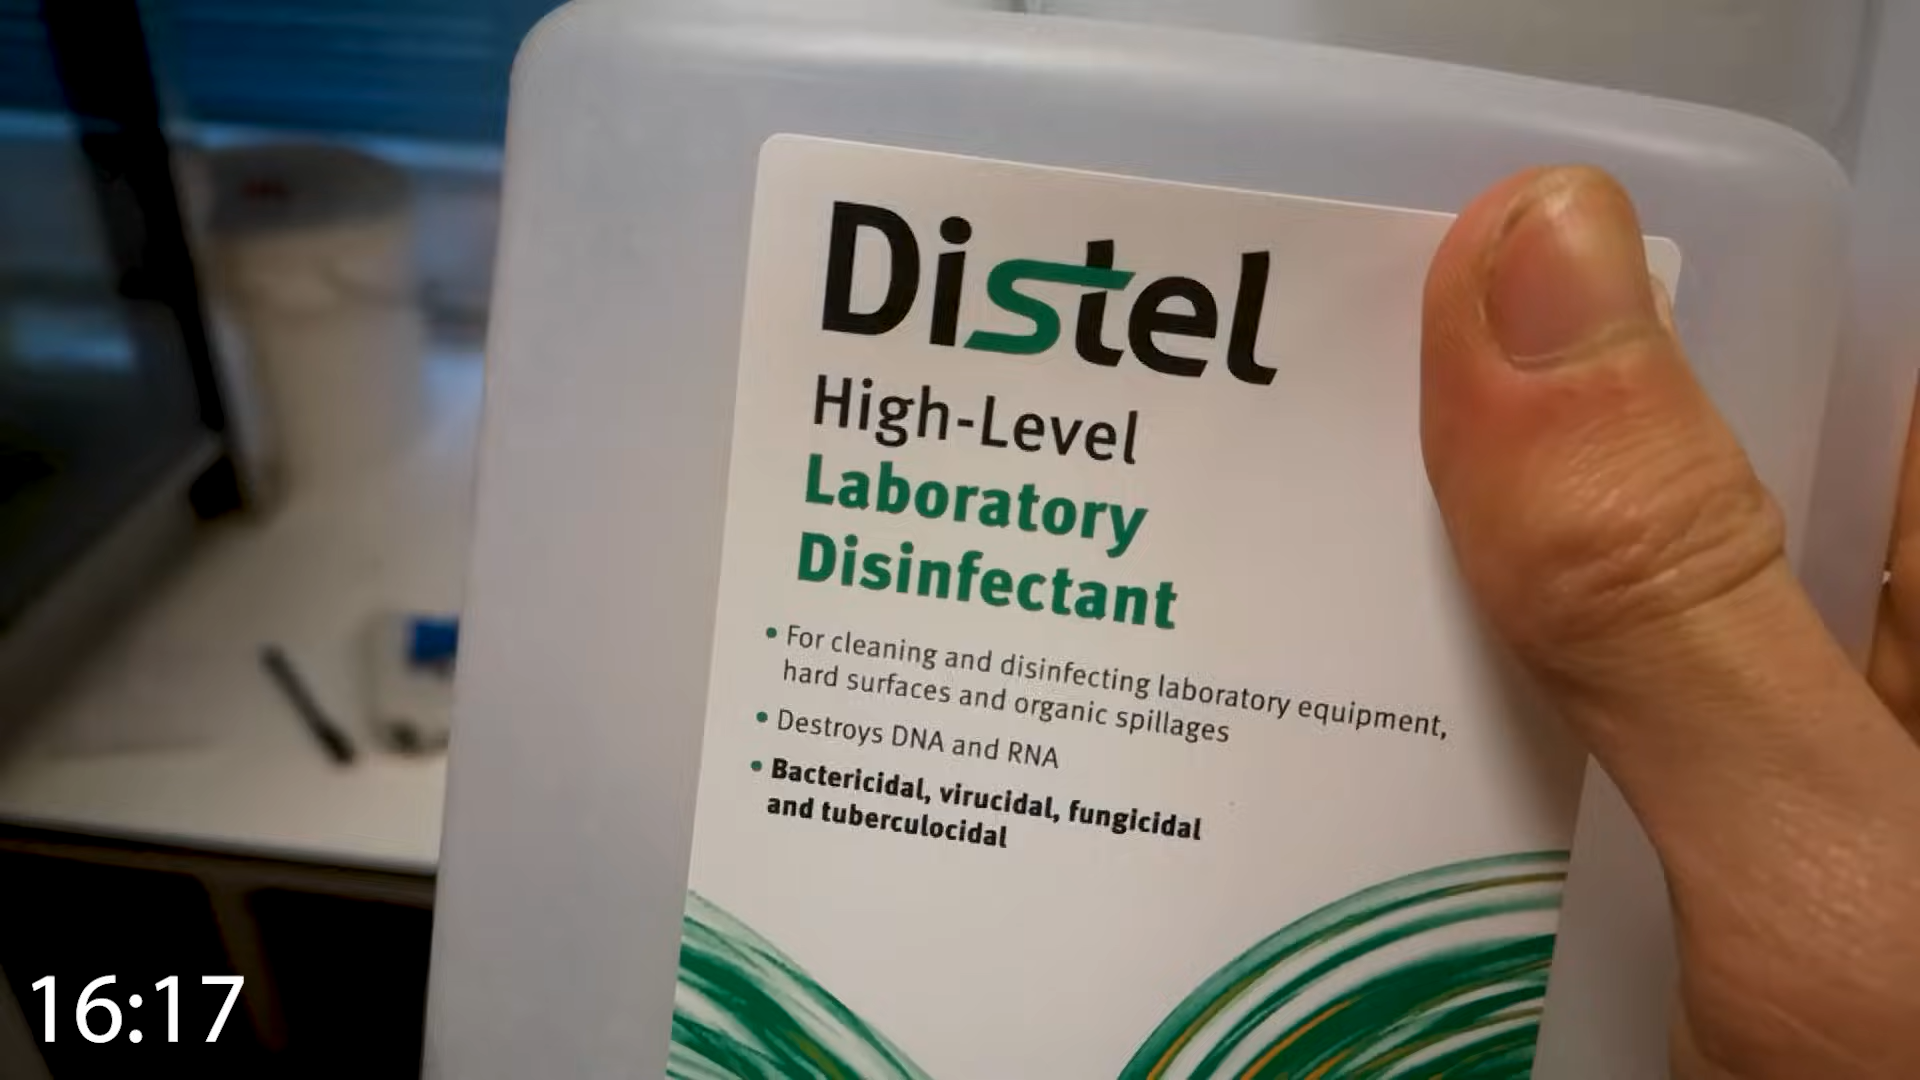 Distel
High-Level
Laboratory
Disinfectant
• For cleaning and disinfecting laboratory equipment,
hard surfaces and organic spillages
• Destroys DNA and RNA
• Bactericidal, virucidal, fungicidal
and tuberculocidal
16:17